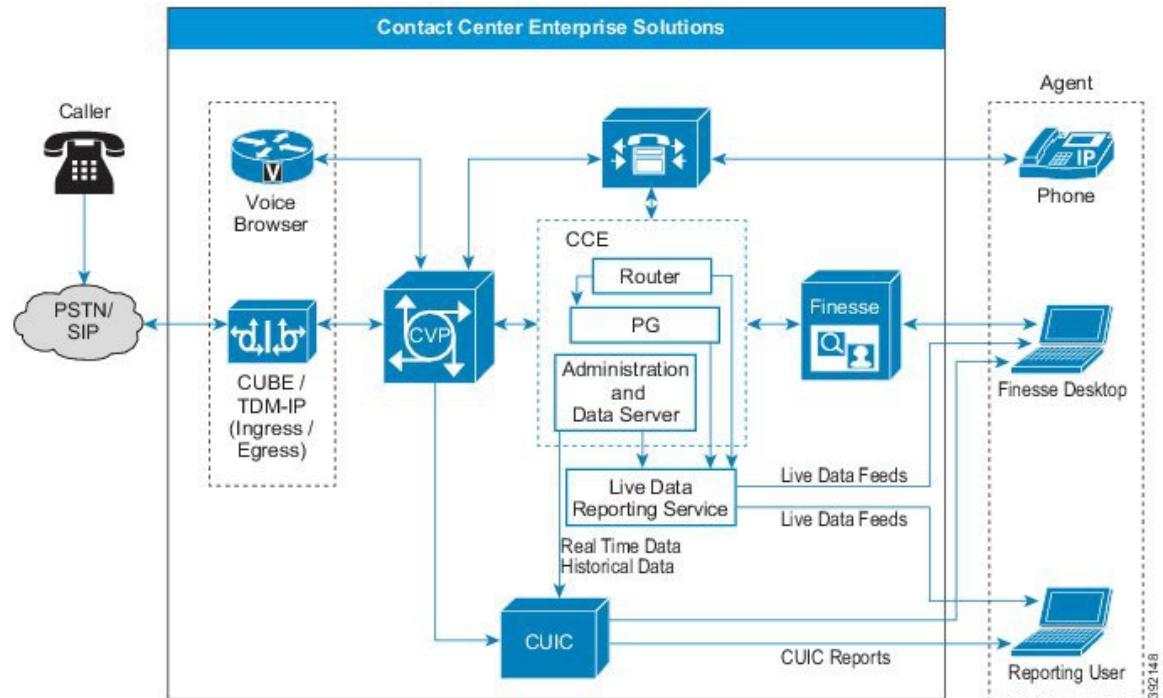 Contact Center Enterprise Solutions
Caller
Agent
V
Voice
Browser
IP
Phone
CCE
Router
PG
Administration
and
Data Server
PSTN/
SIP
CUBE /
TDM-IP
(Ingress /
Egress)
CVP
Finesse
Finesse Desktop
Live Data
Reporting Service
Live Data Feeds
Live Data Feeds
Real Time Data
Historical Data
CUIC
CUIC Reports
Reporting User
392148